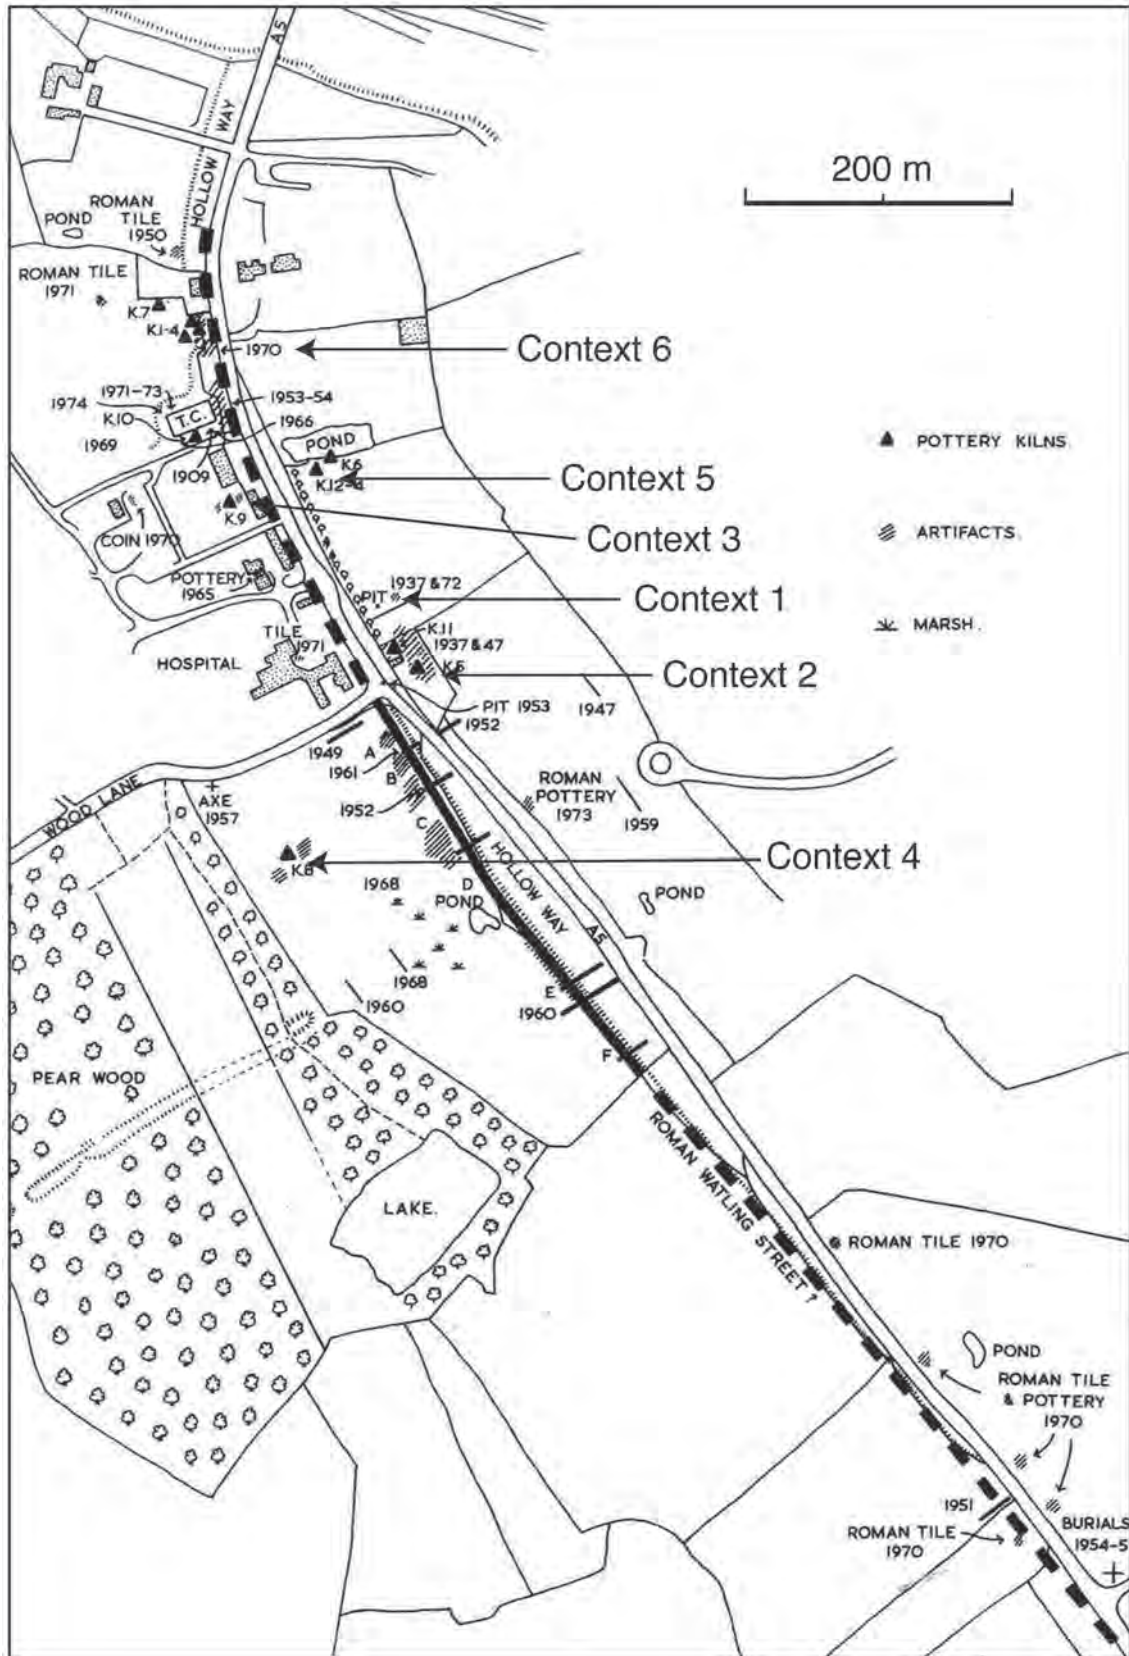 A5
HOLLOW WAY
200 m
ROMAN
TILE
1950
POND
ROMAN TILE
1971
K.7
K.1-4
1970
Context 6
1971-73
1974
K.10
T.C.
1969
1909
1953-54
1966
POND
K.6
K.12-4
Context 5
POTTERY KILNS.
K.9
COIN 1970
Context 3
ARTIFACTS.
POTTERY
1965
PIT
1937 & 72
Context 1
MARSH.
TILE
1971
HOSPITAL
K.11
1937 & 47
K.5
Context 2
PIT 1953
1947
1952
1949
A
1961
B
1952
C
WOOD LANE
AXE
1957
ROMAN
POTTERY
1973
1959
K.8
Context 4
HOLLOW WAY
A5
1968
D
POND
POND
1968
1960
E
1960
F
PEAR WOOD
LAKE.
ROMAN WATLING STREET?
ROMAN TILE 1970
POND
ROMAN TILE
& POTTERY
1970
1951
ROMAN TILE
1970
BURIALS
1954-5